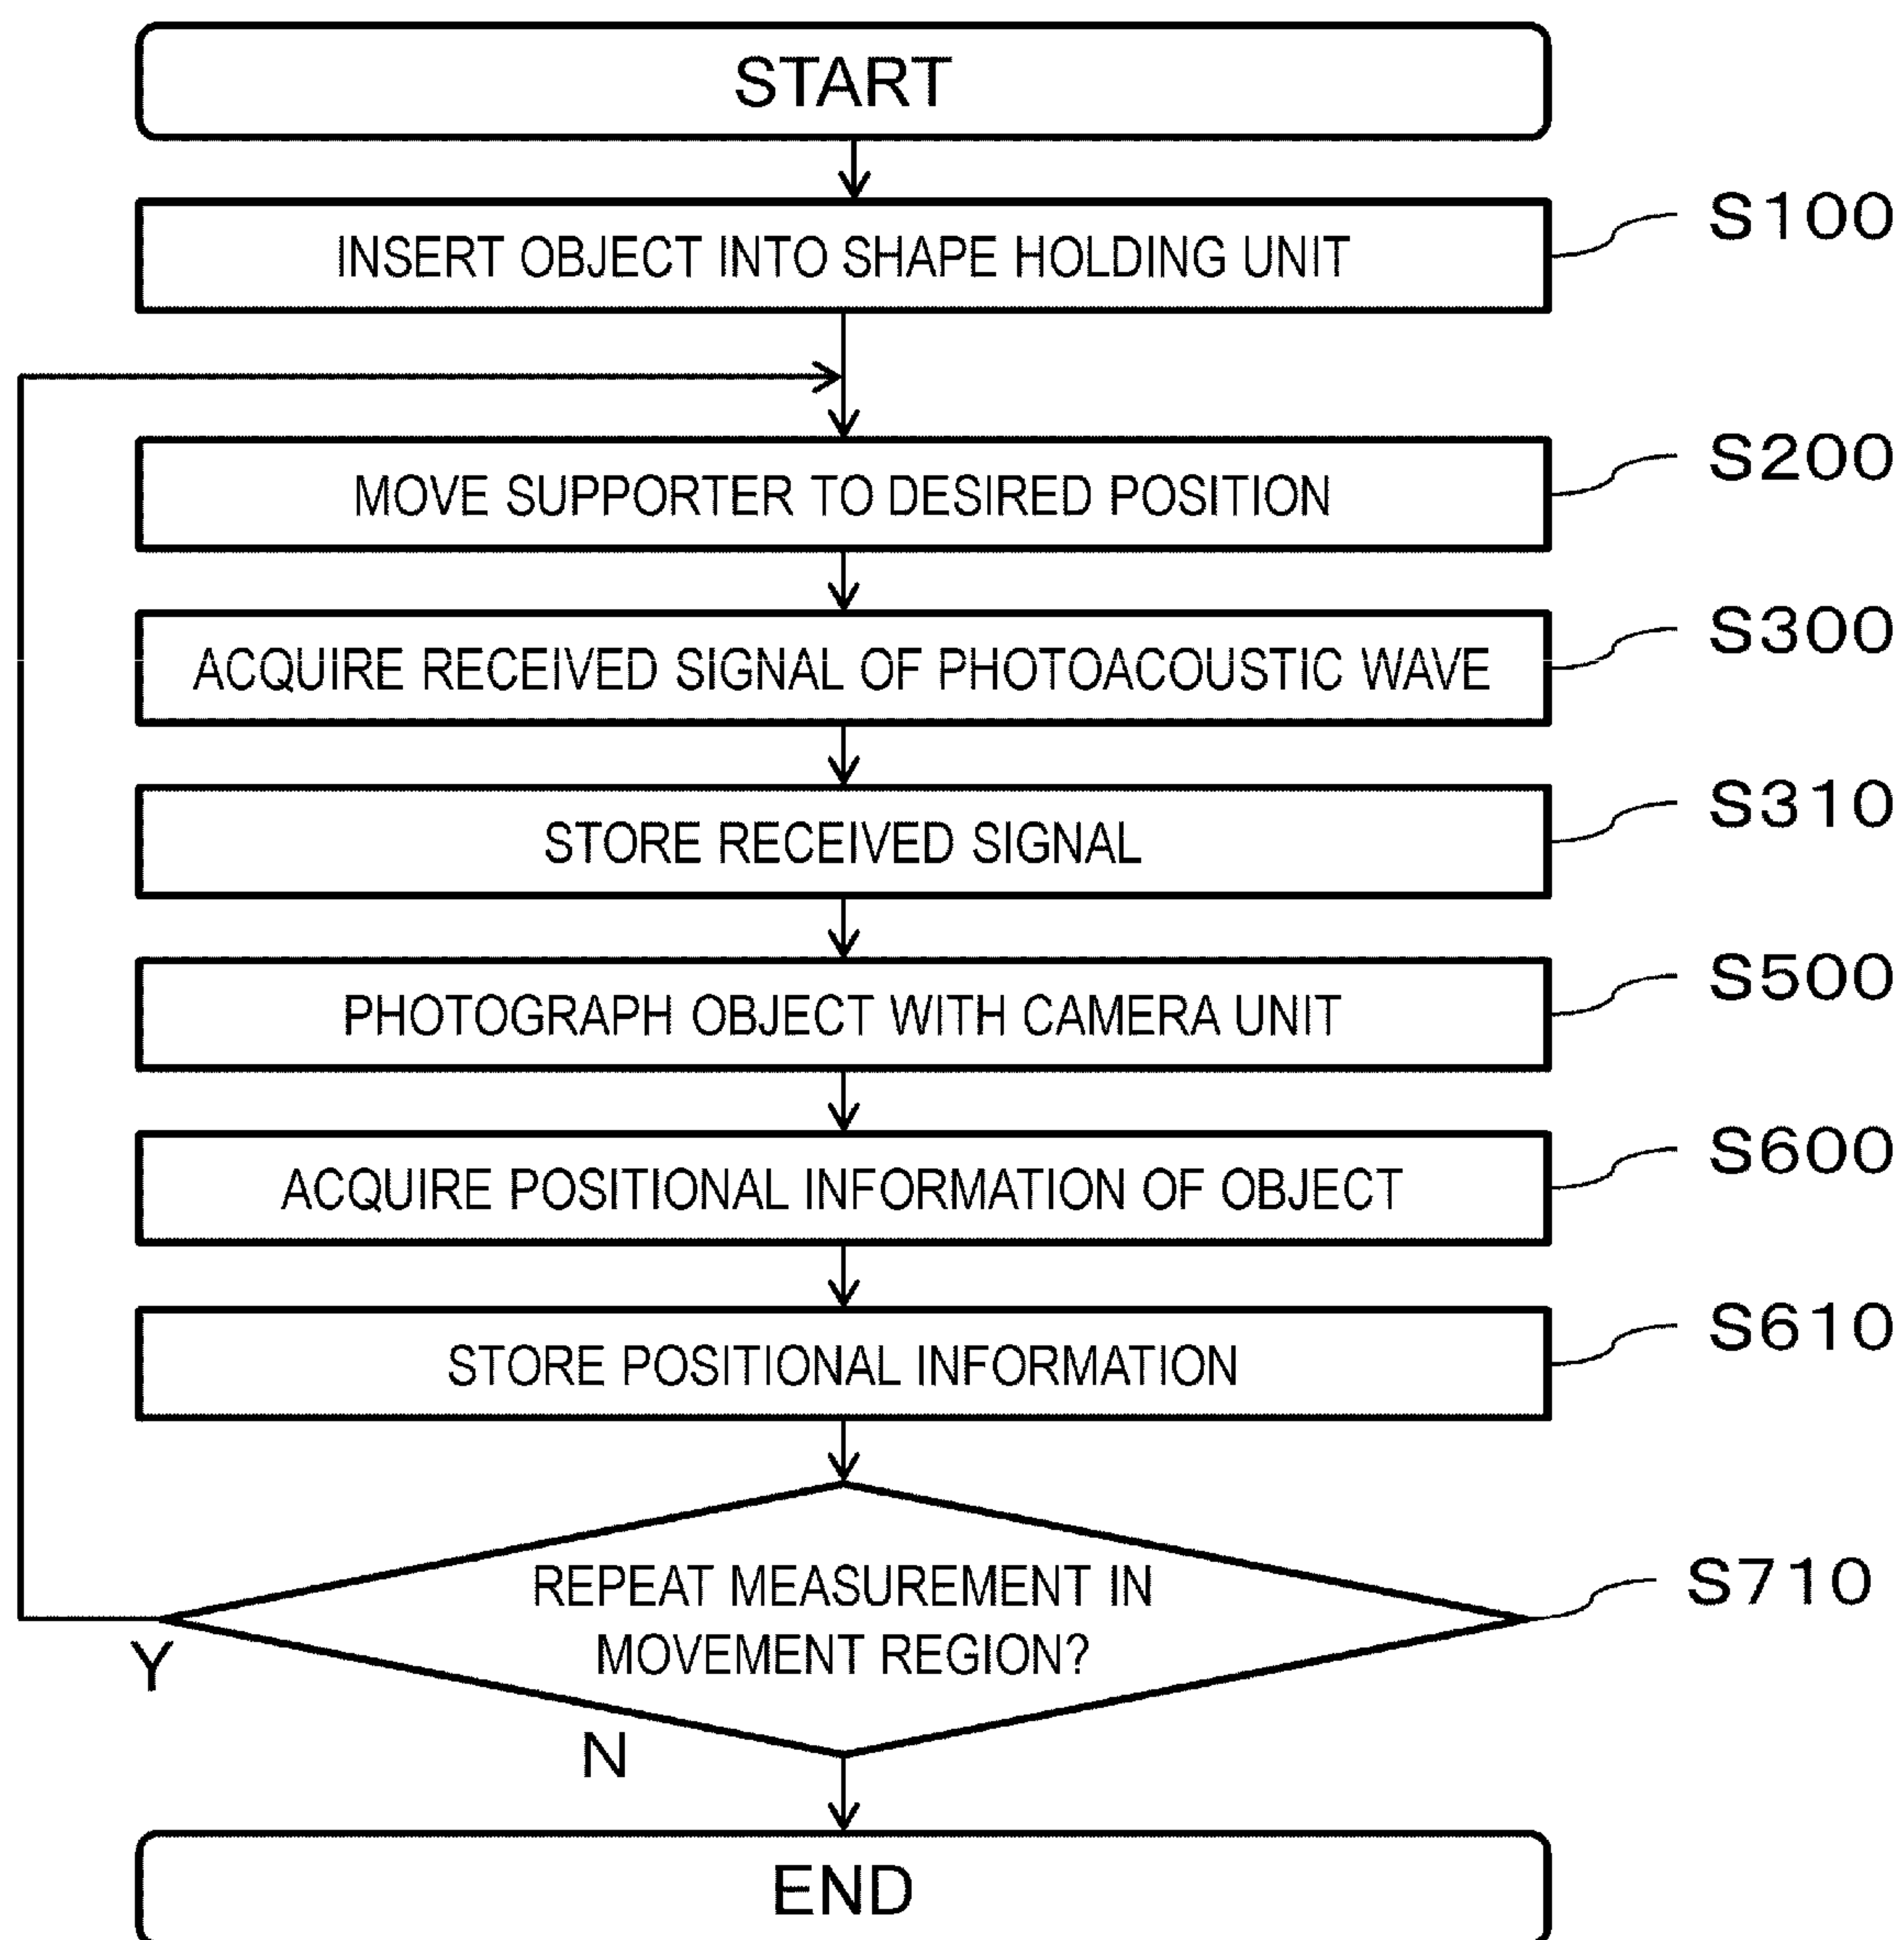 START
INSERT OBJECT INTO SHAPE HOLDING UNIT
S100
MOVE SUPPORTER TO DESIRED POSITION
S200
ACQUIRE RECEIVED SIGNAL OF PHOTOACOUSTIC WAVE
S300
STORE RECEIVED SIGNAL
S310
PHOTOGRAPH OBJECT WITH CAMERA UNIT
S500
ACQUIRE POSITIONAL INFORMATION OF OBJECT
S600
STORE POSITIONAL INFORMATION
S610
REPEAT MEASUREMENT IN
MOVEMENT REGION?
S710
Y
N
END